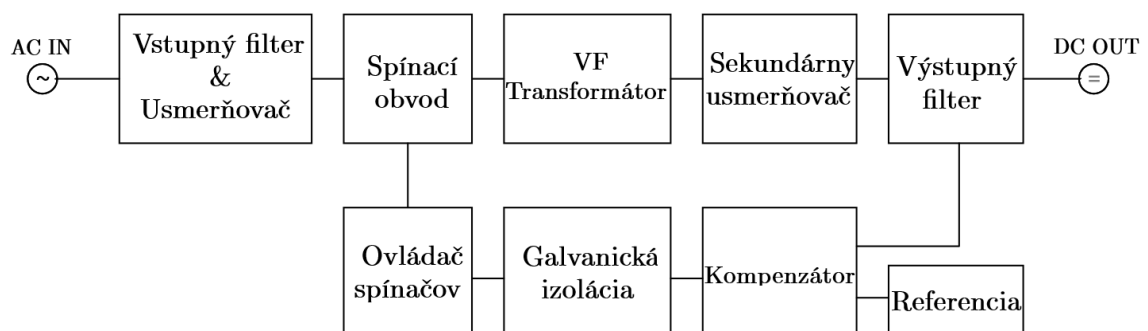 AC IN
~
Vstupný filter
&
Usmerňovač
Spínací
obvod
VF
Transformátor
Sekundárny
usmerňovač
Výstupný
filter
DC OUT
=
Ovládač
spínačov
Galvanická
izolácia
Kompenzátor
Referencia